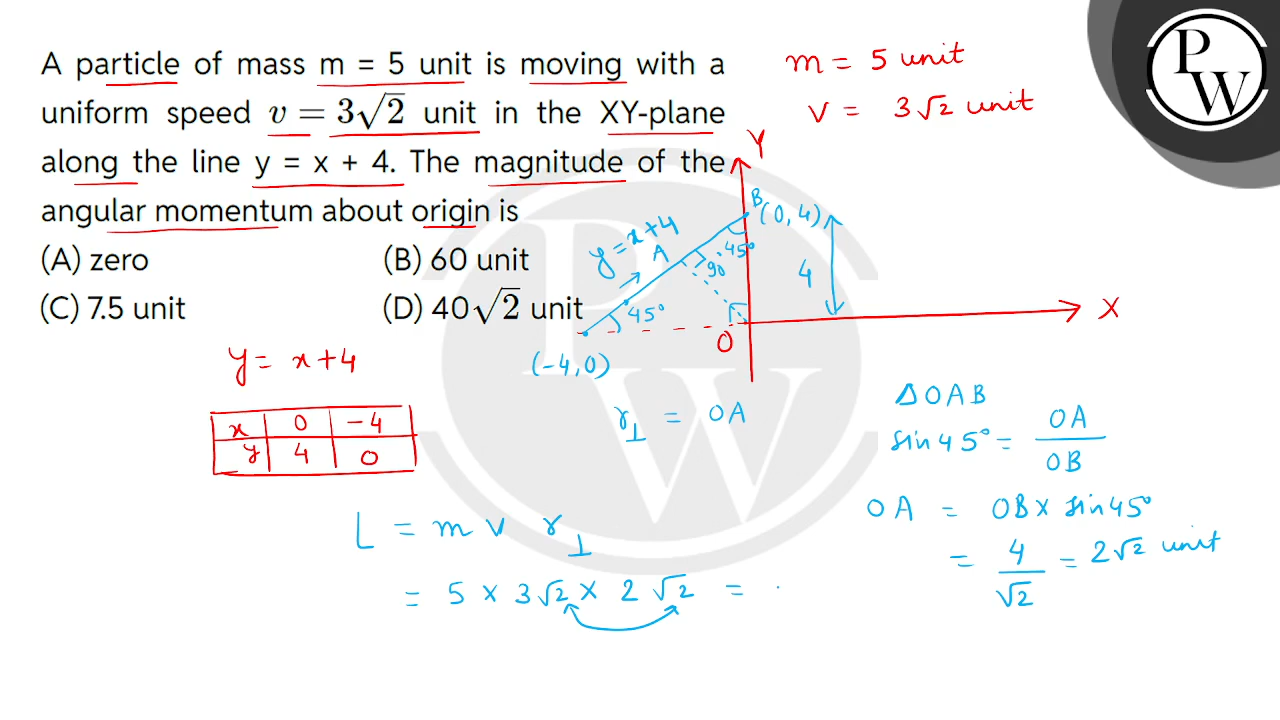 A particle of mass m = 5 unit is moving with a
uniform speed v = 3√2 unit in the XY-plane
along the line y = x + 4. The magnitude of the
angular momentum about origin is
(A) zero (B) 60 unit
(C) 7.5 unit (D) 40√2 unit
m = 5 unit
v = 3√2 unit
PW
Y
B
(0, 4)
y = x+4
A
45°
90
4
45°
O
X
(-4, 0)
y = x+4
x 0 -4
y 4 0
r⊥ = OA
Δ OAB
sin 45° = OA / OB
OA = OB × sin 45°
= 4 / √2 = 2√2 unit
L = m v r⊥
= 5 × 3√2 × 2√2 =
PW